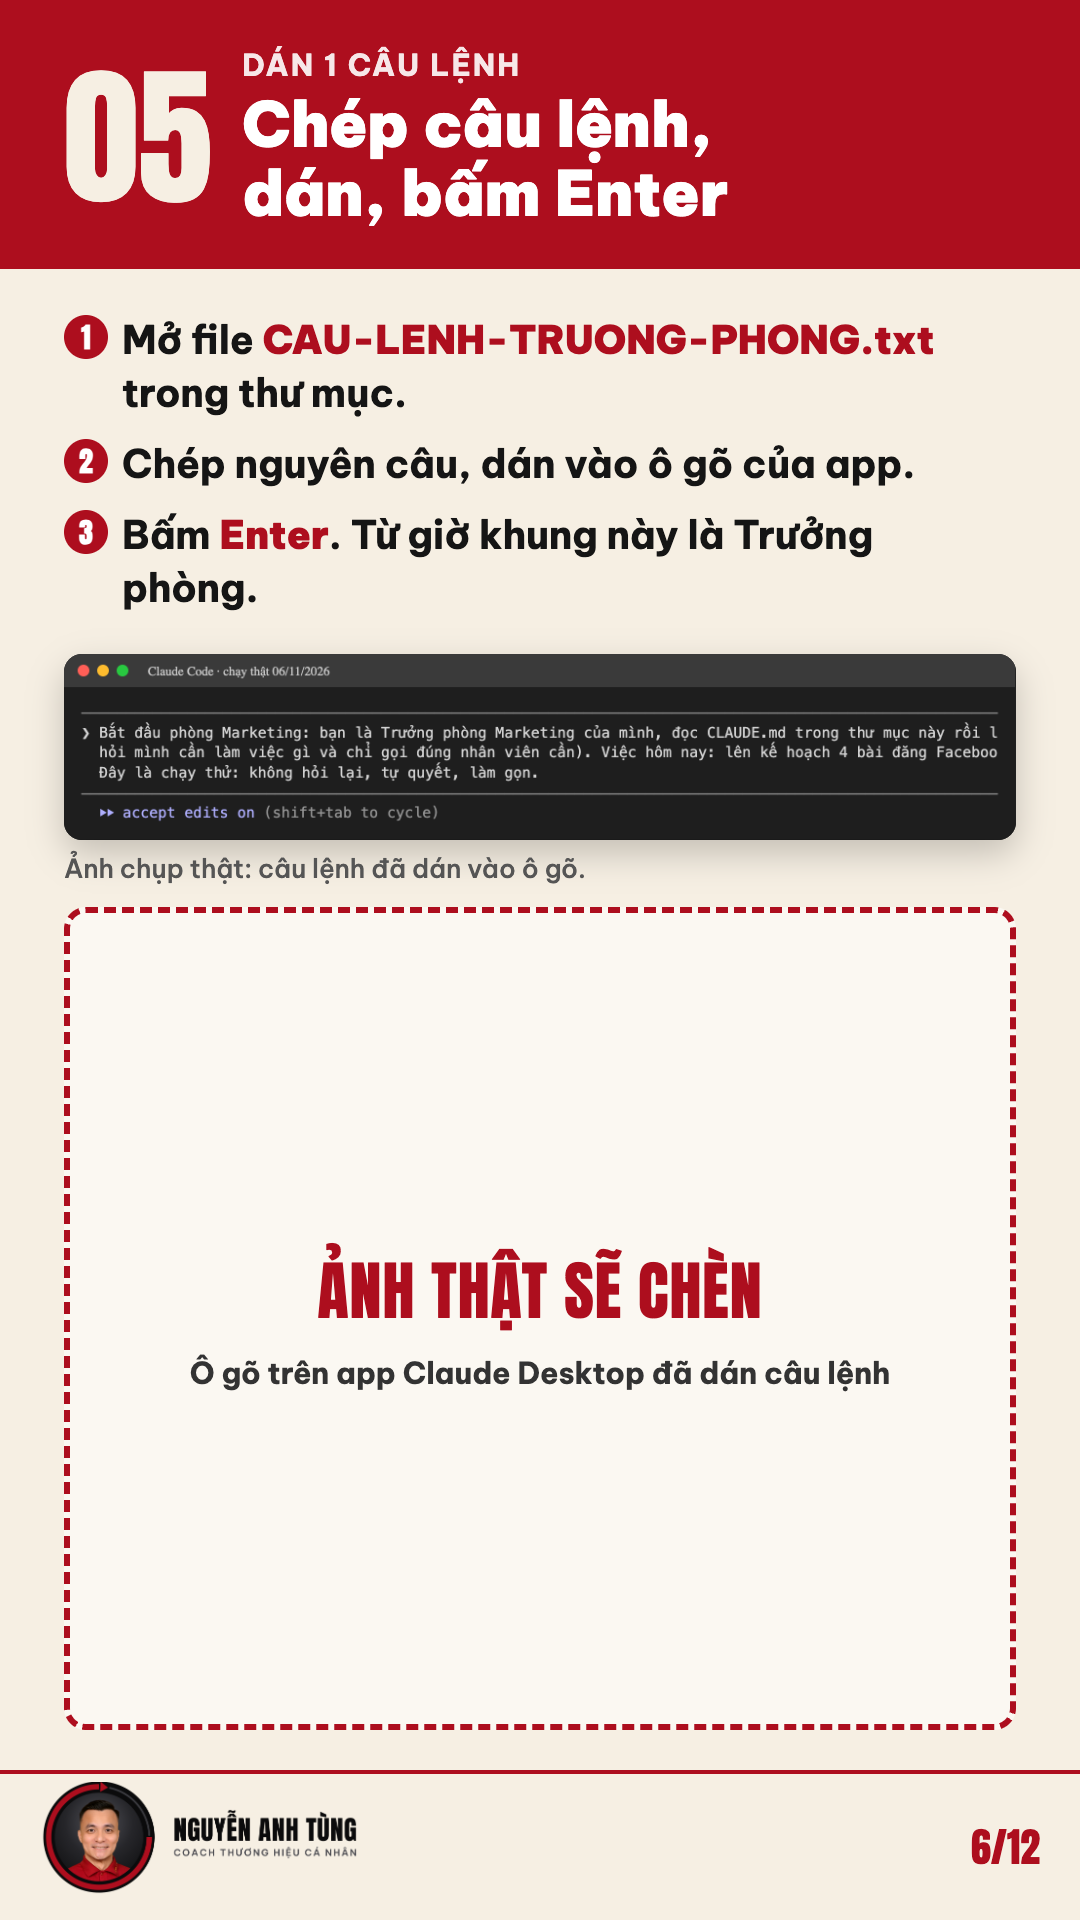 05
DÁN 1 CÂU LỆNH
Chép câu lệnh,
dán, bấm Enter
1 Mở file CAU-LENH-TRUONG-PHONG.txt
trong thư mục.
2 Chép nguyên câu, dán vào ô gõ của app.
3 Bấm Enter. Từ giờ khung này là Trưởng
phòng.
Claude Code · chạy thật 06/11/2026
❯ Bắt đầu phòng Marketing: bạn là Trưởng phòng Marketing của mình, đọc CLAUDE.md trong thư mục này rồi l
hỏi mình cần làm việc gì và chỉ gọi đúng nhân viên cần). Việc hôm nay: lên kế hoạch 4 bài đăng Faceboo
Đây là chạy thử: không hỏi lại, tự quyết, làm gọn.
▸▸ accept edits on (shift+tab to cycle)
Ảnh chụp thật: câu lệnh đã dán vào ô gõ.
ẢNH THẬT SẼ CHÈN
Ô gõ trên app Claude Desktop đã dán câu lệnh
NGUYỄN ANH TÙNG
COACH THƯƠNG HIỆU CÁ NHÂN
6/12